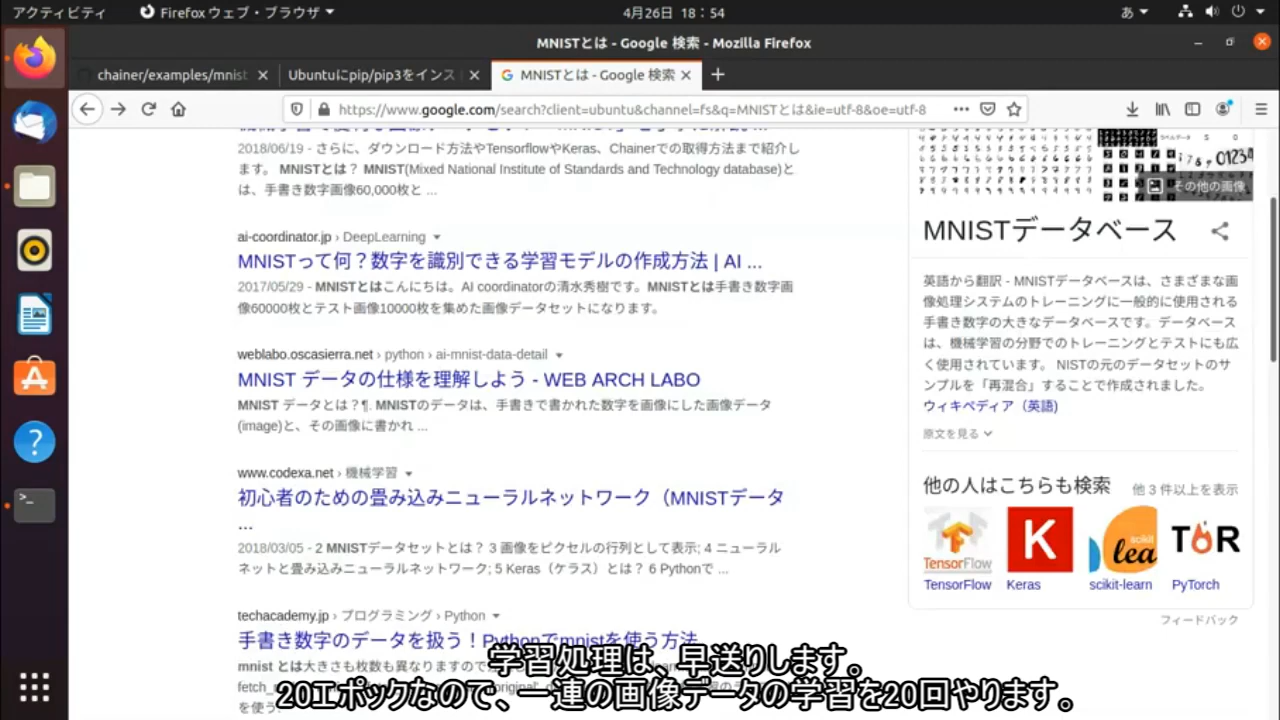 アクティビティ
Firefox ウェブ・ブラウザ
4月26日 18:54
あ
MNISTとは - Google 検索 - Mozilla Firefox
chainer/examples/mnist
Ubuntuにpip/pip3をインス
MNISTとは - Google 検索
https://www.google.com/search?client=ubuntu&channel=fs&q=MNISTとは&ie=utf-8&oe=utf-8
2018/06/19 - さらに、ダウンロード方法やTensorflowやKeras、Chainerでの取得方法まで紹介し
ます。 MNISTとは？ MNIST(Mixed National Institute of Standards and Technology database)と
は、手書き数字画像60,000枚と ...
ai-coordinator.jp › DeepLearning
MNISTって何？数字を識別できる学習モデルの作成方法 | AI ...
2017/05/29 - MNISTとはこんにちは。AI coordinatorの清水秀樹です。MNISTとは手書き数字画
像60000枚とテスト画像10000枚を集めた画像データセットになります。
weblabo.oscasierra.net › python › ai-mnist-data-detail
MNIST データの仕様を理解しよう - WEB ARCH LABO
MNIST データとは？¶. MNISTのデータは、手書きで書かれた数字を画像にした画像データ
(image)と、その画像に書かれ ...
www.codexa.net › 機械学習
初心者のための畳み込みニューラルネットワーク（MNISTデータ
...
2018/03/05 - 2 MNISTデータセットとは？ 3 画像をピクセルの行列として表示; 4 ニューラル
ネットと畳み込みニューラルネットワーク; 5 Keras（ケラス）とは？ 6 Pythonで ...
techacademy.jp › プログラミング › Python
手書き数字のデータを扱う！Pythonでmnistを使う方法
mnist とは大きさも枚数も異なりますので
fetch_
を使う
その他の画像
MNISTデータベース
英語から翻訳 - MNISTデータベースは、さまざまな画
像処理システムのトレーニングに一般的に使用される
手書き数字の大きなデータベースです。データベース
は、機械学習の分野でのトレーニングとテストにも広
く使用されています。 NISTの元のデータセットのサ
ンプルを「再混合」することで作成されました。
ウィキペディア（英語)
原文を見る
他の人はこちらも検索
他 3 件以上を表示
TensorFlow
K
scikit
lea
TOR
TensorFlow
Keras
scikit-learn
PyTorch
フィードバック
学習処理は、早送りします。
20エポックなので、一連の画像データの学習を20回やります。